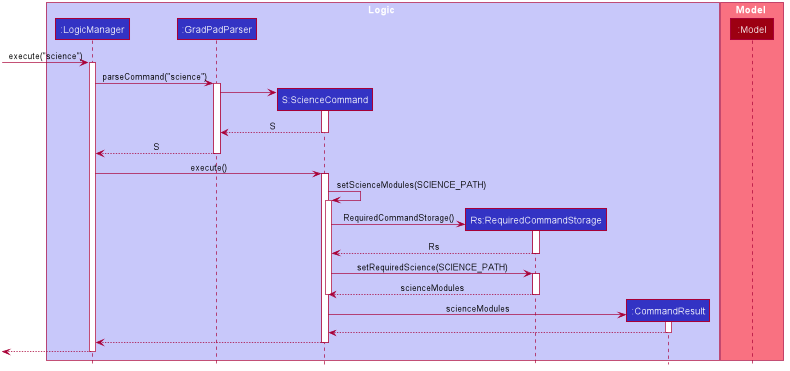 Logic
Model
:LogicManager
:GradPadParser
:Model
execute("science")
parseCommand("science")
S:ScienceCommand
S
S
execute()
setScienceModules(SCIENCE_PATH)
RequiredCommandStorage()
Rs:RequiredCommandStorage
Rs
setRequiredScience(SCIENCE_PATH)
scienceModules
scienceModules
:CommandResult